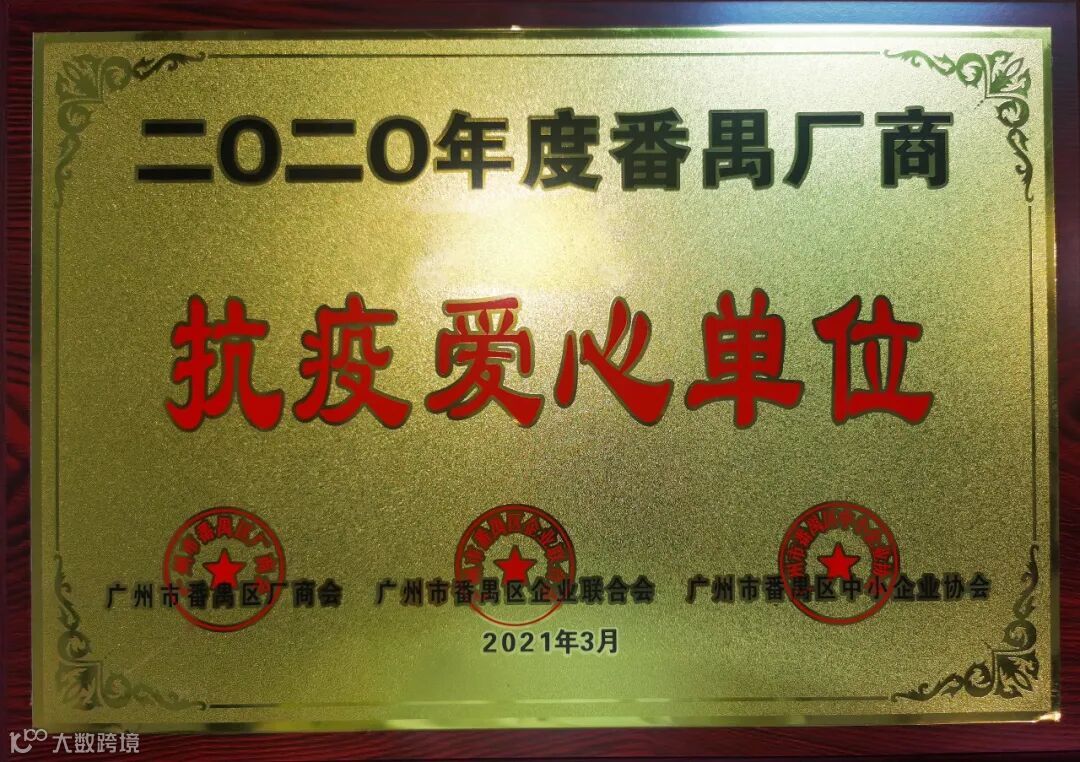 二〇二〇年度番禺厂商
抗疫爱心单位
广州市番禺区厂商会 广州市番禺区企业联合会 广州市番禺区中小企业协会
2021年3月
大数跨境